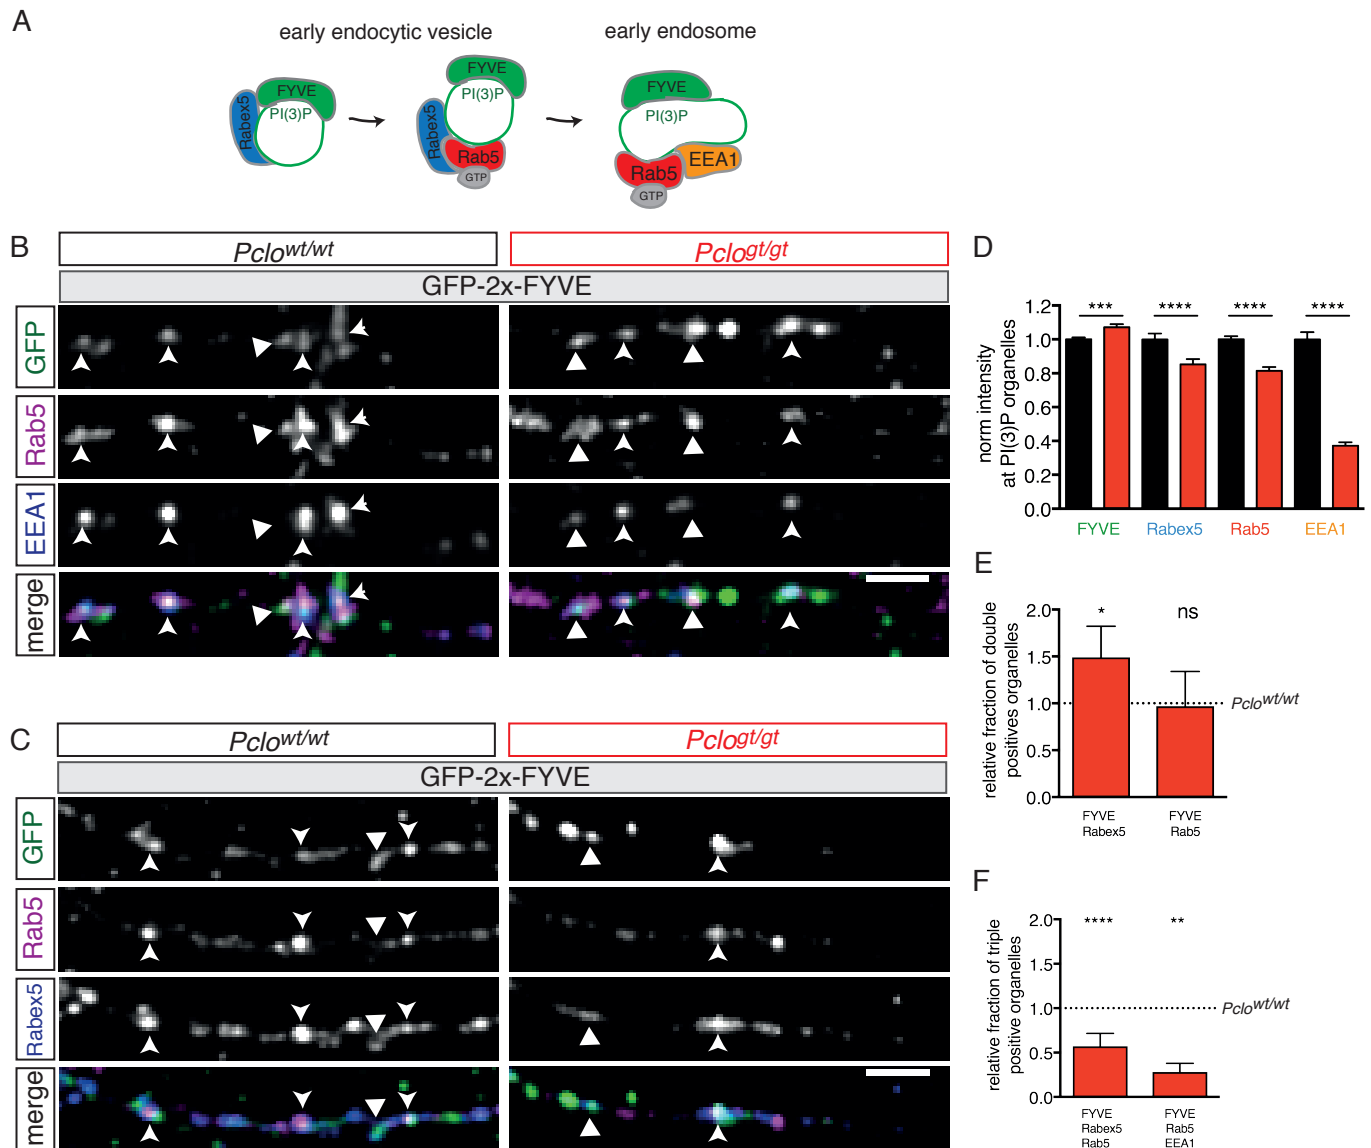 A
early endocytic vesicle
early endosome
FYVE
PI(3)P
Rabex5
FYVE
PI(3)P
Rabex5
Rab5
GTP
FYVE
PI(3)P
Rab5
EEA1
GTP
B
Pclowt/wt
Pclogt/gt
GFP-2x-FYVE
GFP
Rab5
EEA1
merge
C
Pclowt/wt
Pclogt/gt
GFP-2x-FYVE
GFP
Rab5
Rabex5
merge
D
norm intensity
at PI(3)P organelles
1.2
1.0
0.8
0.6
0.4
0.2
0.0
***
****
****
****
FYVE
Rabex5
Rab5
EEA1
E
relative fraction of double
positives organelles
2.0
1.5
1.0
0.5
0.0
*
ns
Pclowt/wt
FYVE
Rabex5
FYVE
Rab5
F
relative fraction of triple
positive organelles
2.0
1.5
1.0
0.5
0.0
****
**
Pclowt/wt
FYVE
Rabex5
Rab5
FYVE
Rab5
EEA1